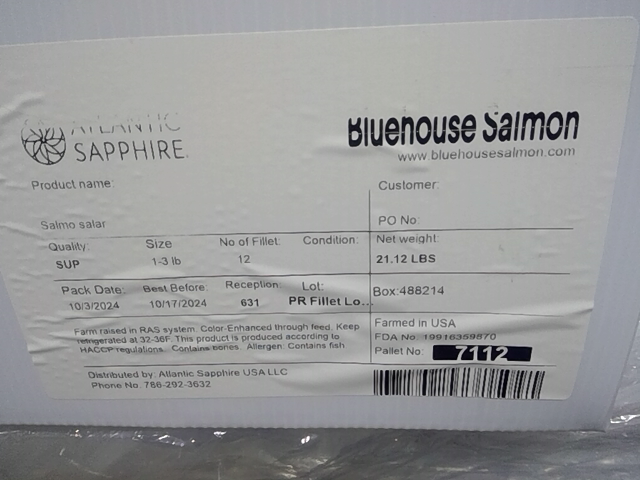 ATLANTIC
SAPPHIRE
Bluehouse Salmon
www.bluehousesalmon.com
Product name:
Salmo salar
Customer:
PO No:
Quality:
SUP
Size
1-3 lb
No of Fillet:
12
Condition:
Net weight:
21.12 LBS
Pack Date:
10/3/2024
Best Before:
10/17/2024
Reception
631
Lot:
PR Fillet Lo...
Box:488214
Farm raised in RAS system. Color-Enhanced through feed. Keep
refrigerated at 32-36F. This product is produced according to
HACCP regulations. Contains bones. Allergen: Contains fish
Farmed in USA
FDA No: 19916359870
Pallet No: 7112
Distributed by: Atlantic Sapphire USA LLC
Phone No: 786-292-3632